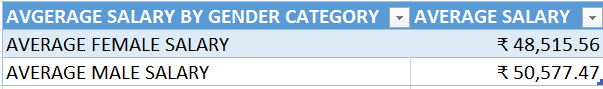 AVGERAGE SALARY BY GENDER CATEGORY AVERAGE SALARY
AVERAGE FEMALE SALARY ₹ 48,515.56
AVERAGE MALE SALARY ₹ 50,577.47